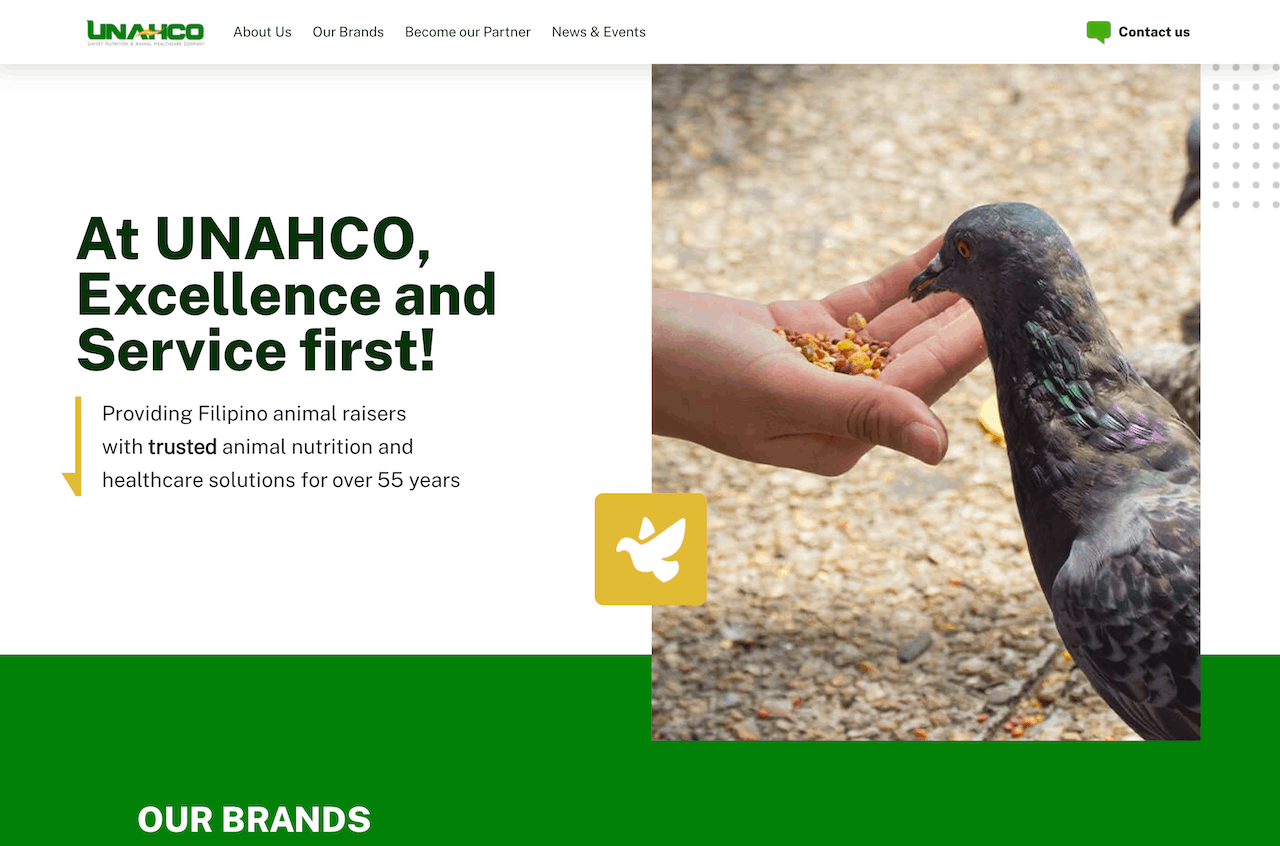 UNAHCO
Univet Nutrition & Animal Healthcare Company
About Us
Our Brands
Become our Partner
News & Events
Contact us
At UNAHCO,
Excellence and
Service first!
Providing Filipino animal raisers
with trusted animal nutrition and
healthcare solutions for over 55 years
OUR BRANDS